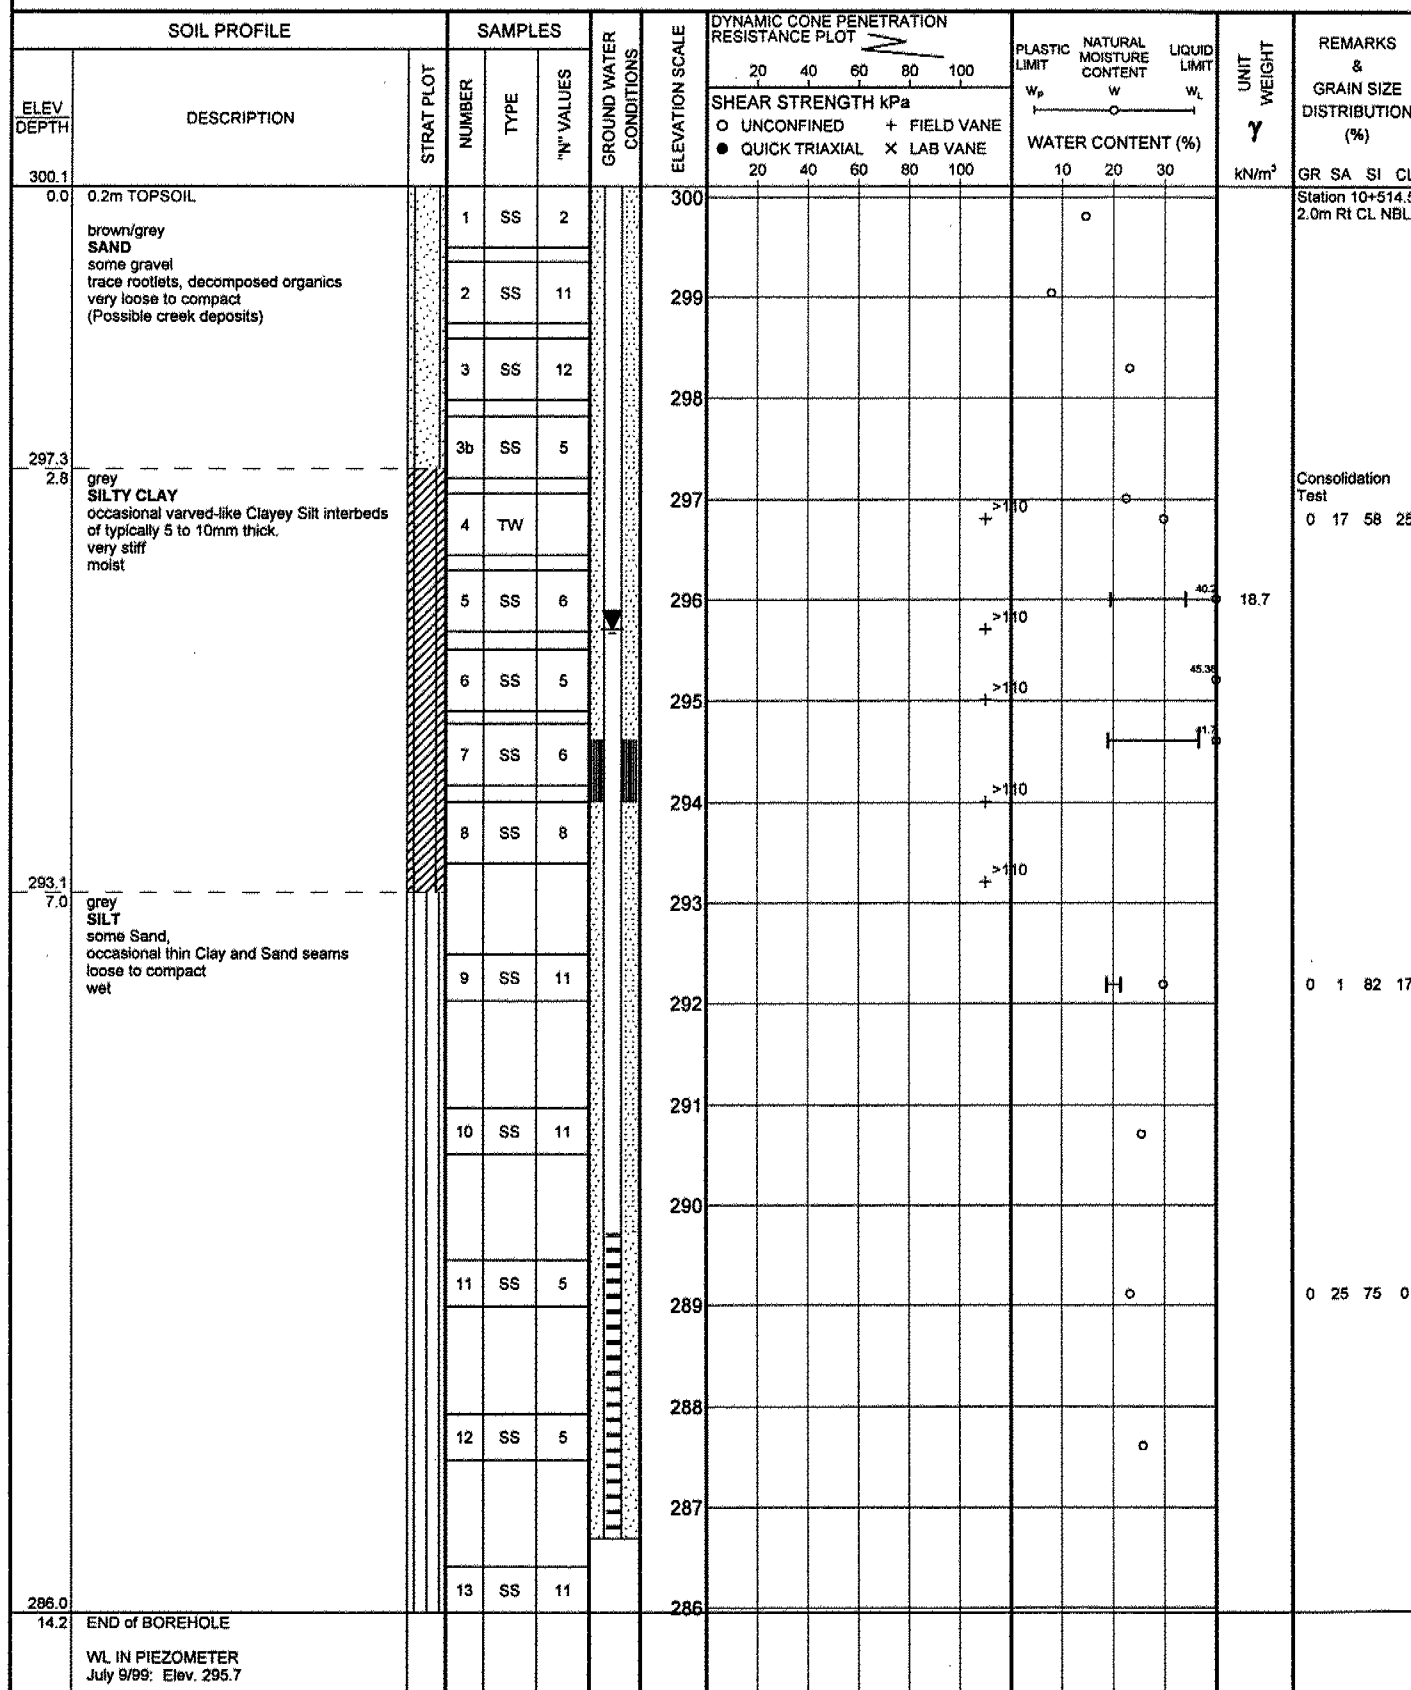 SOIL PROFILE
SAMPLES
GROUND WATER CONDITIONS
ELEVATION SCALE
DYNAMIC CONE PENETRATION
RESISTANCE PLOT
20 40 60 80 100
SHEAR STRENGTH kPa
○ UNCONFINED + FIELD VANE
● QUICK TRIAXIAL × LAB VANE
20 40 60 80 100
PLASTIC LIMIT
NATURAL MOISTURE CONTENT
LIQUID LIMIT
Wp W WL
WATER CONTENT (%)
10 20 30
UNIT WEIGHT
γ
kN/m³
REMARKS
&
GRAIN SIZE
DISTRIBUTION
(%)
GR SA SI CL
ELEV
DEPTH
DESCRIPTION
STRAT PLOT
NUMBER
TYPE
"N" VALUES
300.1
0.0
0.2m TOPSOIL
brown/grey
SAND
some gravel
trace rootlets, decomposed organics
very loose to compact
(Possible creek deposits)
1 SS 2
2 SS 11
3 SS 12
3b SS 5
300
299
298
Station 10+514.5
2.0m Rt CL NBL
297.3
2.8
grey
SILTY CLAY
occasional varved-like Clayey Silt interbeds
of typically 5 to 10mm thick.
very stiff
moist
4 TW
5 SS 6
6 SS 5
7 SS 6
8 SS 8
297
296
295
294
293
>110
>110
>110
>110
>110
40.2
45.38
41.7
18.7
Consolidation
Test
0 17 58 25
293.1
7.0
grey
SILT
some Sand,
occasional thin Clay and Sand seams
loose to compact
wet
9 SS 11
10 SS 11
11 SS 5
12 SS 5
13 SS 11
292
291
290
289
288
287
286
0 1 82 17
0 25 75 0
286.0
14.2
END of BOREHOLE
WL IN PIEZOMETER
July 9/99: Elev. 295.7